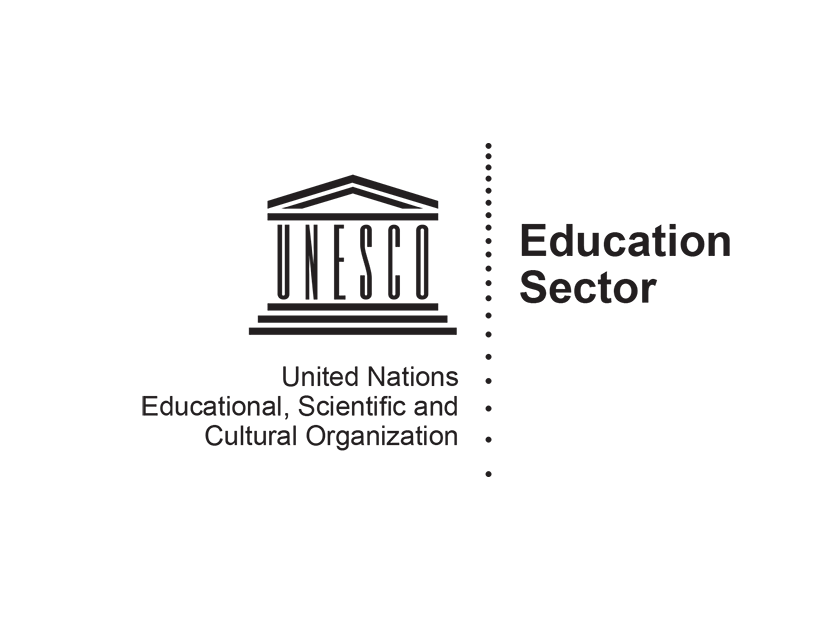 UNESCO
United Nations
Educational, Scientific and
Cultural Organization
Education
Sector